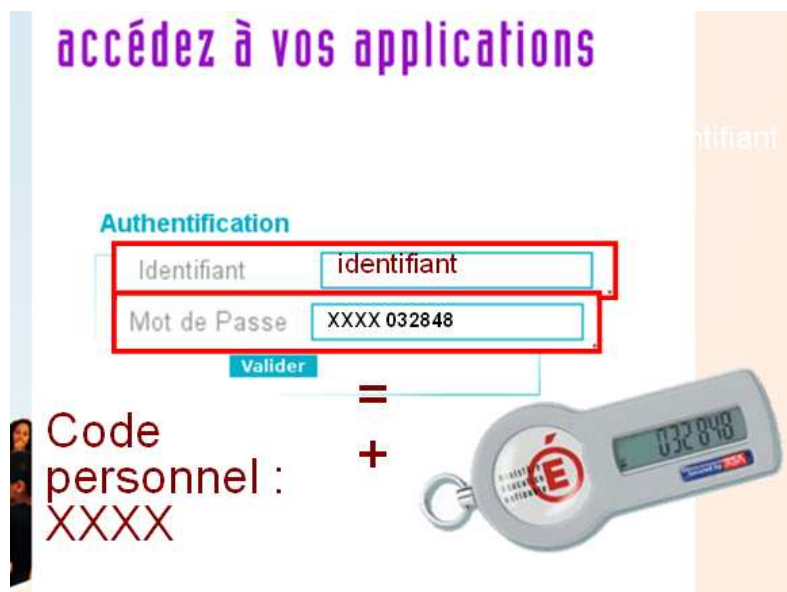 accédez à vos applications
ntifiant
Authentification
Identifiant
identifiant
Mot de Passe
XXXX 032848
Valider
=
Code
personnel :
XXXX
+
032848
É